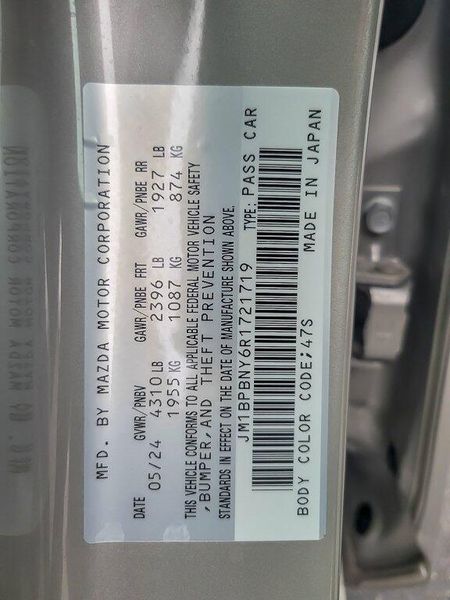 MFD. BY MAZDA MOTOR CORPORATION
DATE GVWR/PNBV GAWR/PNBE FRT GAWR/PNBE RR
05/24 4310 LB 2396 LB 1927 LB
1955 KG 1087 KG 874 KG
THIS VEHICLE CONFORMS TO ALL APPLICABLE FEDERAL MOTOR VEHICLE SAFETY
,BUMPER,AND THEFT PREVENTION
STANDARDS IN EFFECT ON THE DATE OF MANUFACTURE SHOWN ABOVE.
JM1BPBNY6R1721719 TYPE: PASS CAR
BODY COLOR CODE;47S MADE IN JAPAN